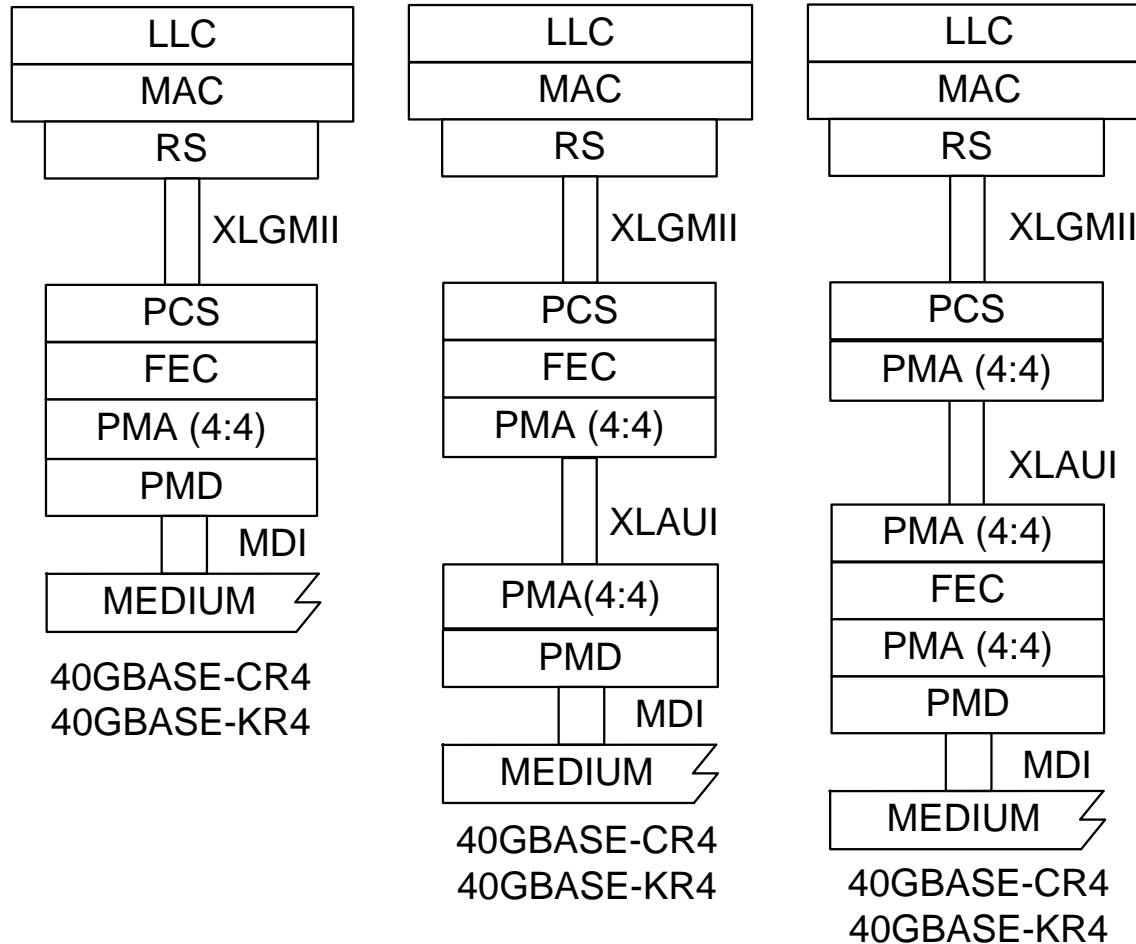 LLC
MAC
RS
XLGMII
PCS
FEC
PMA (4:4)
PMD
MDI
MEDIUM
40GBASE-CR4
40GBASE-KR4
LLC
MAC
RS
XLGMII
PCS
FEC
PMA (4:4)
XLAUI
PMA(4:4)
PMD
MDI
MEDIUM
40GBASE-CR4
40GBASE-KR4
LLC
MAC
RS
XLGMII
PCS
PMA (4:4)
XLAUI
PMA (4:4)
FEC
PMA (4:4)
PMD
MDI
MEDIUM
40GBASE-CR4
40GBASE-KR4